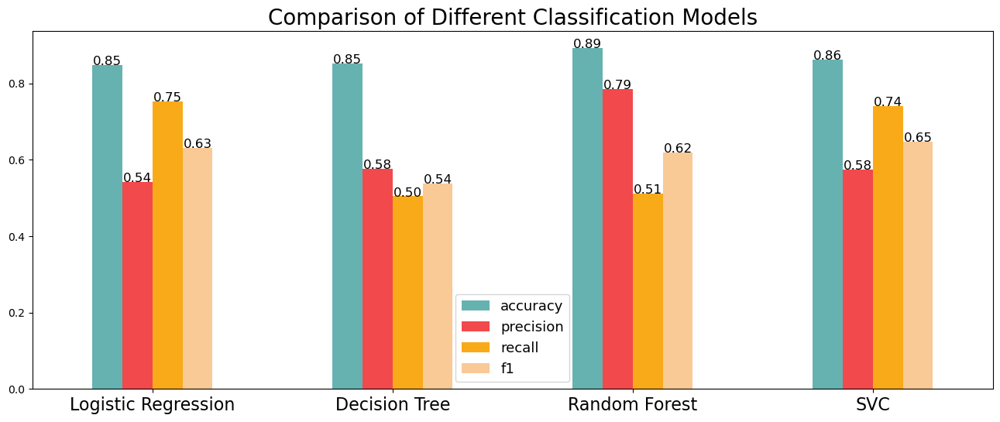 Comparison of Different Classification Models
0.85
0.54
0.75
0.63
0.85
0.58
0.50
0.54
0.89
0.79
0.51
0.62
0.86
0.58
0.74
0.65
0.8
0.6
0.4
0.2
0.0
accuracy
precision
recall
f1
Logistic Regression
Decision Tree
Random Forest
SVC